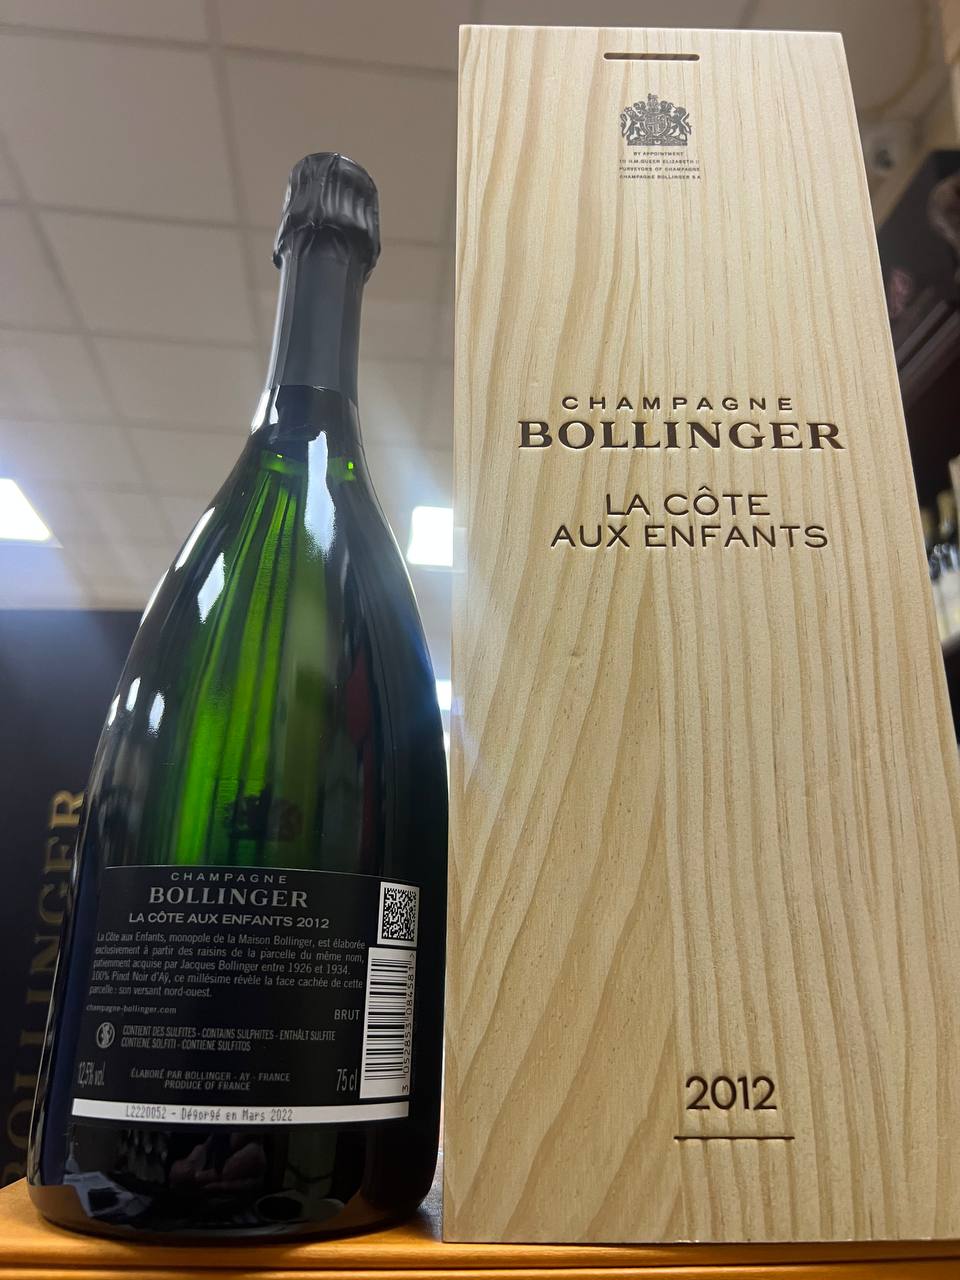 BY APPOINTMENT
TO H.M. QUEEN ELIZABETH II
PURVEYORS OF CHAMPAGNE
CHAMPAGNE BOLLINGER S.A
CHAMPAGNE
BOLLINGER
LA CÔTE
AUX ENFANTS
2012
BOLLINGER
CHAMPAGNE
BOLLINGER
LA CÔTE AUX ENFANTS 2012
La Côte aux Enfants, monopole de la Maison Bollinger, est élaborée
exclusivement à partir des raisins de la parcelle du même nom,
patiemment acquise par Jacques Bollinger entre 1926 et 1934.
100% Pinot Noir d'Aÿ, ce millésime révèle la face cachée de cette
parcelle : son versant nord-ouest.
champagne-bollinger.com
BRUT
CONTIENT DES SULFITES - CONTAINS SULPHITES - ENTHÄLT SULFITE
CONTIENE SOLFITI - CONTIENE SULFITOS
12,5% vol.
ÉLABORÉ PAR BOLLINGER - AY - FRANCE
PRODUCE OF FRANCE
75 cl
3 052853 084581 >
L2220052 - Dégorgé en Mars 2022